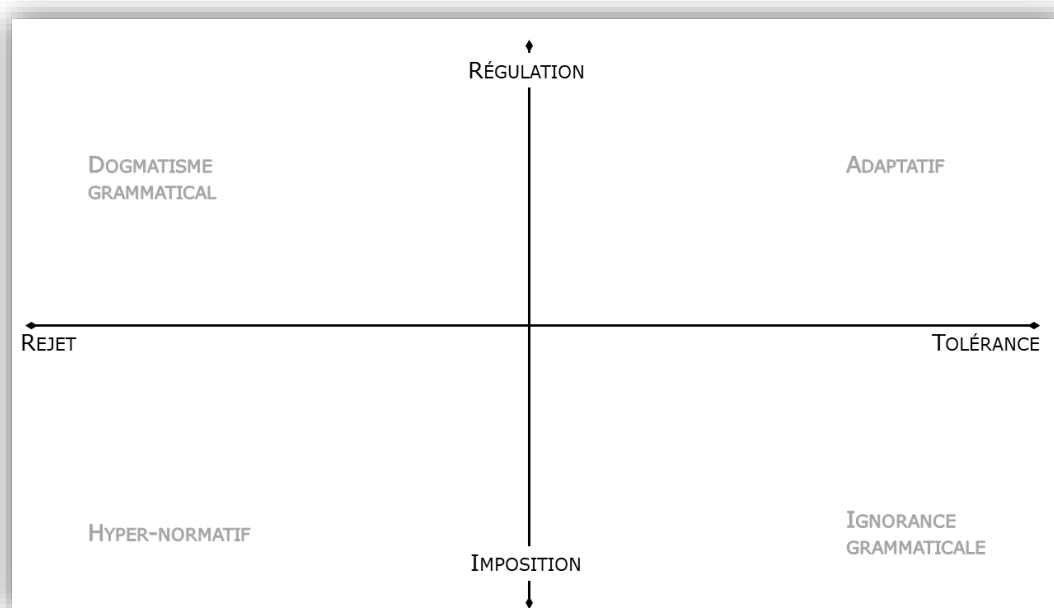 RÉGULATION
DOGMATISME
GRAMMATICAL
ADAPTATIF
REJET
TOLÉRANCE
HYPER-NORMATIF
IGNORANCE
GRAMMATICALE
IMPOSITION